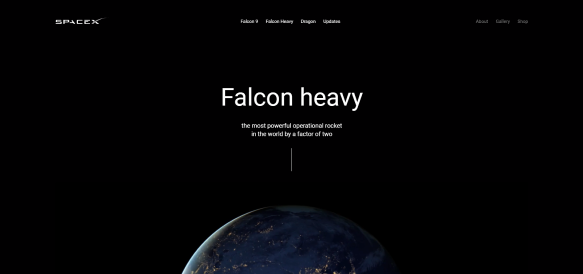 SPACEX
Falcon 9 Falcon Heavy Dragon Updates
About Gallery Shop
Falcon heavy
the most powerful operational rocket
in the world by a factor of two